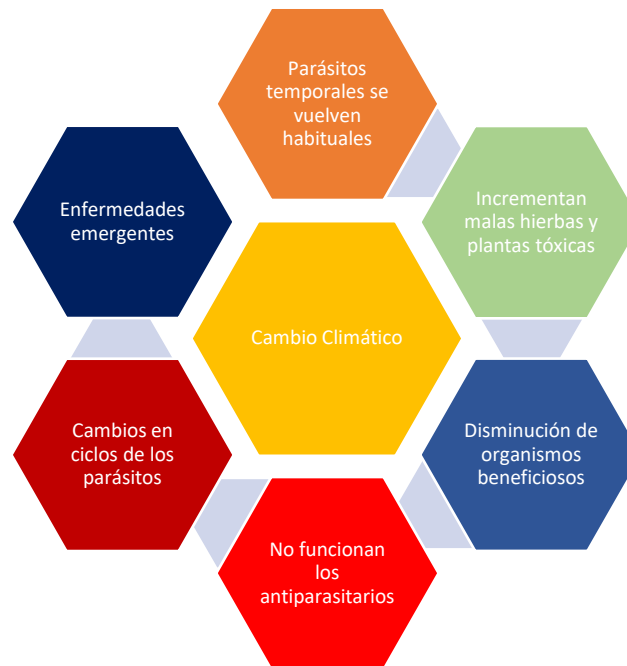 Parásitos
temporales se
vuelven
habituales
Incrementan
malas hierbas y
plantas tóxicas
Disminución de
organismos
beneficiosos
No funcionan
los
antiparasitarios
Cambios en
ciclos de los
parásitos
Enfermedades
emergentes
Cambio Climático